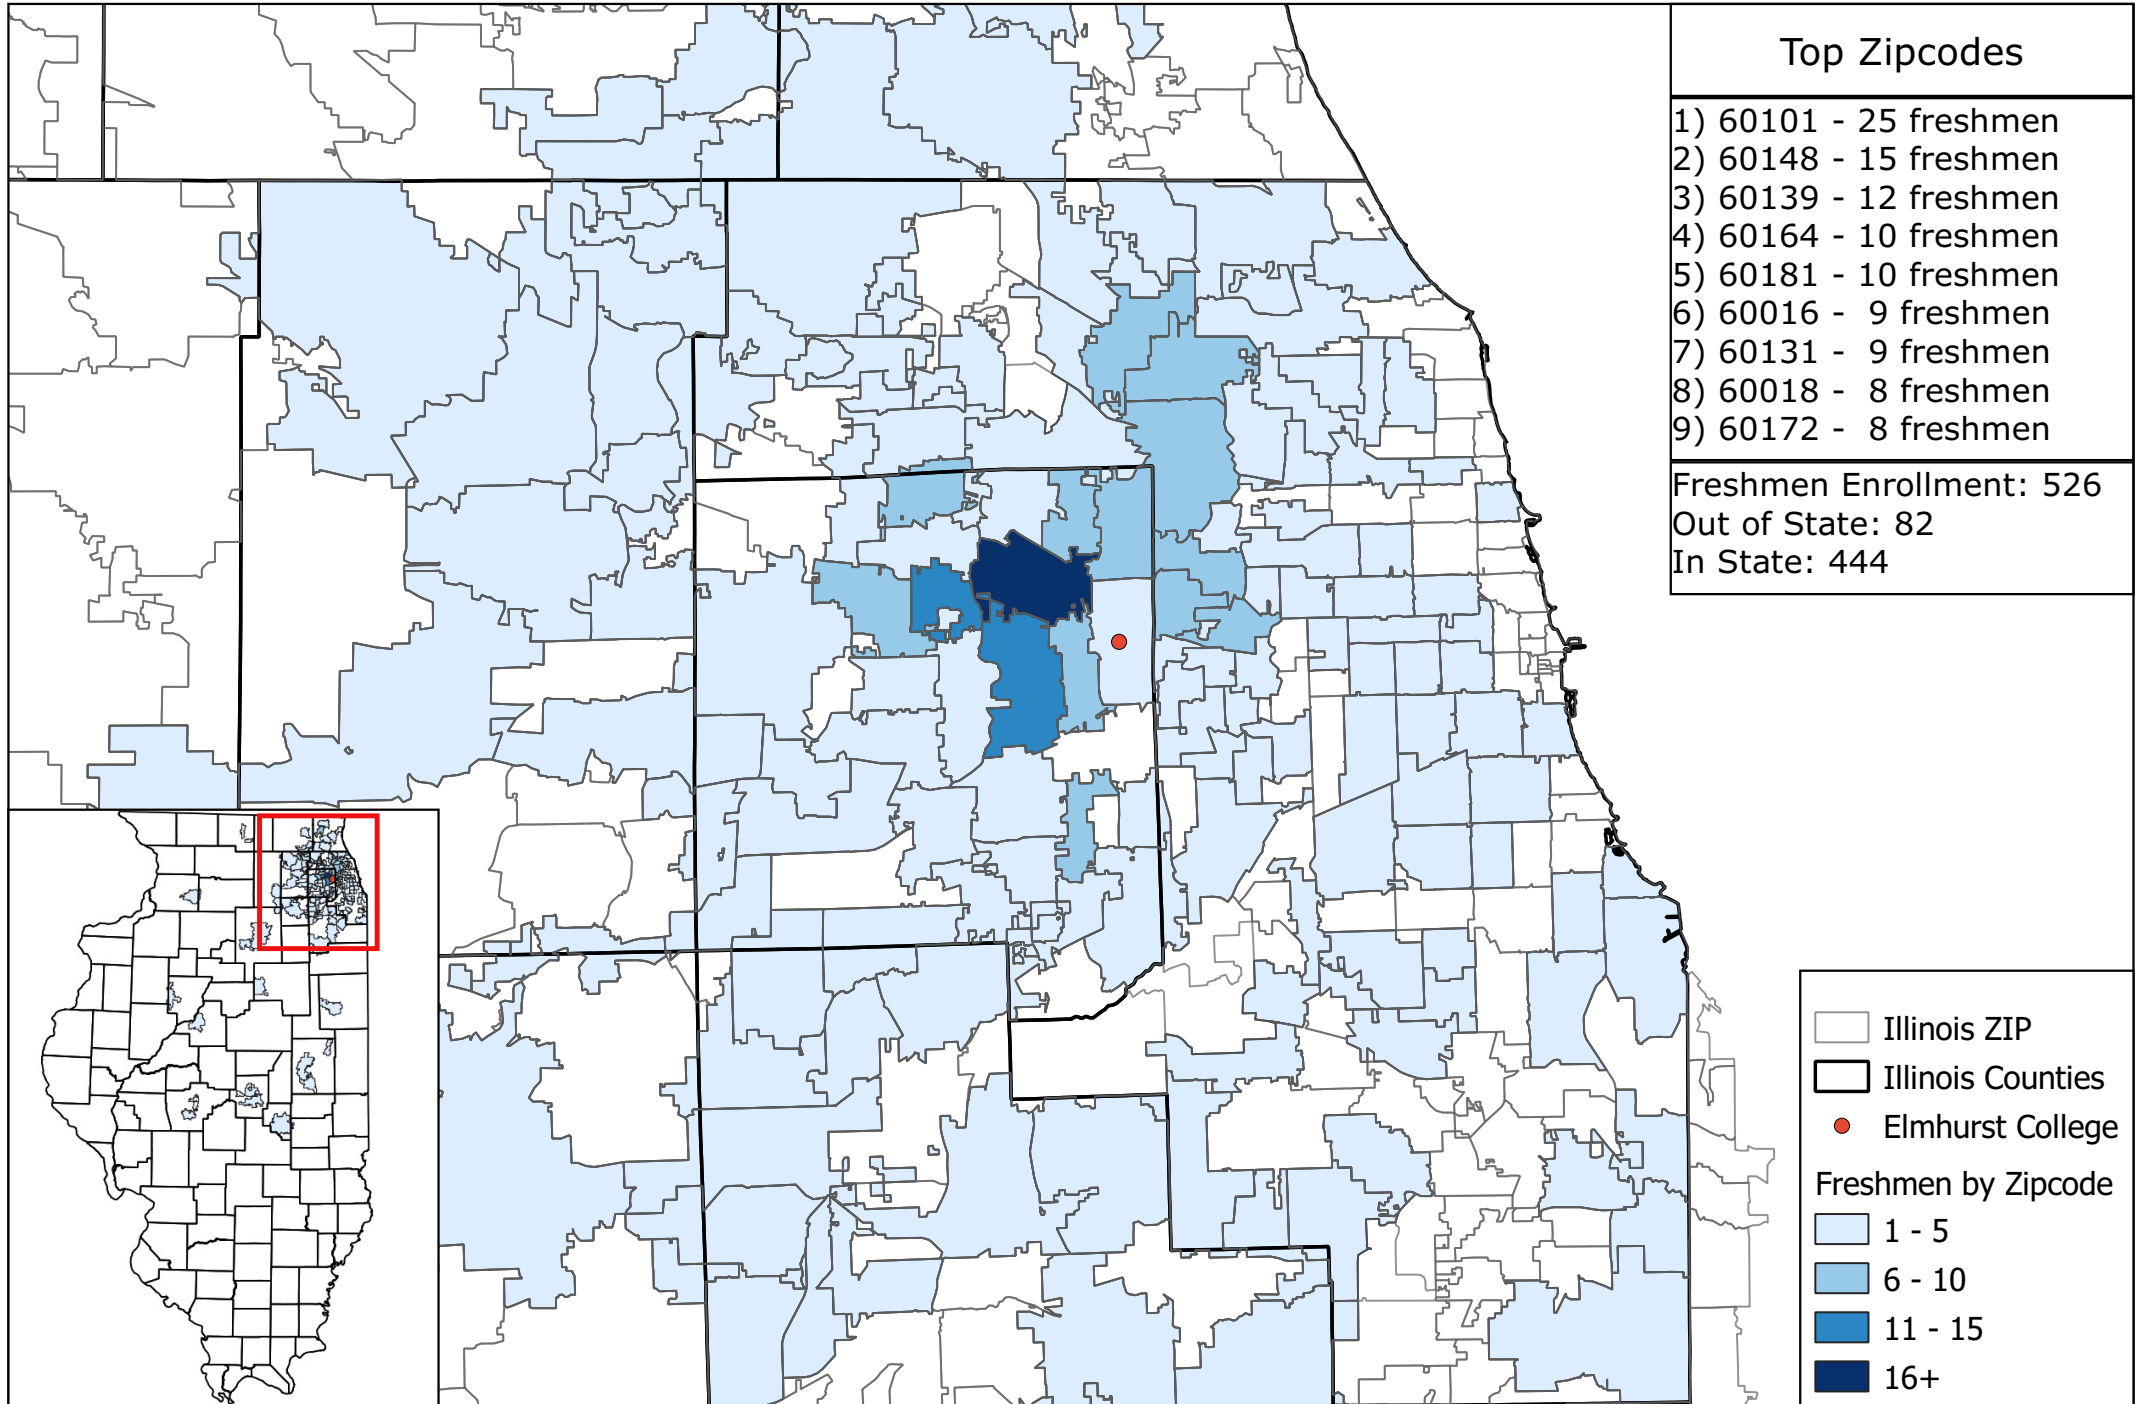 Top Zipcodes
1) 60101 - 25 freshmen
2) 60148 - 15 freshmen
3) 60139 - 12 freshmen
4) 60164 - 10 freshmen
5) 60181 - 10 freshmen
6) 60016 - 9 freshmen
7) 60131 - 9 freshmen
8) 60018 - 8 freshmen
9) 60172 - 8 freshmen
Freshmen Enrollment: 526
Out of State: 82
In State: 444
Illinois ZIP
Illinois Counties
Elmhurst College
Freshmen by Zipcode
1 - 5
6 - 10
11 - 15
16+